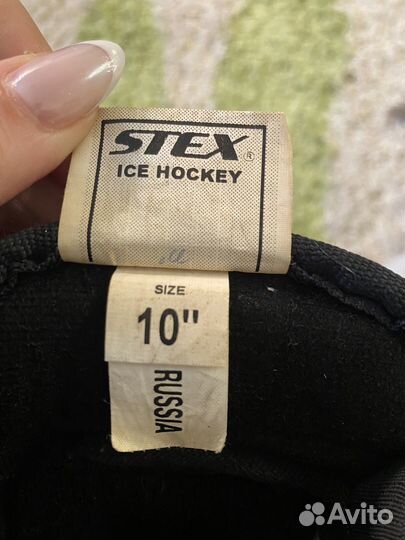 STEX®
ICE HOCKEY
SIZE
10"
RUSSIA
Avito